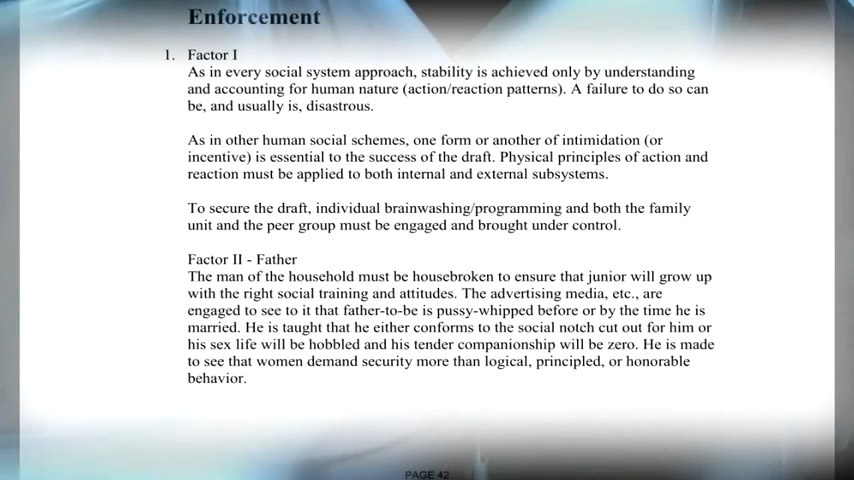 Enforcement
1. Factor I
As in every social system approach, stability is achieved only by understanding
and accounting for human nature (action/reaction patterns). A failure to do so can
be, and usually is, disastrous.
As in other human social schemes, one form or another of intimidation (or
incentive) is essential to the success of the draft. Physical principles of action and
reaction must be applied to both internal and external subsystems.
To secure the draft, individual brainwashing/programming and both the family
unit and the peer group must be engaged and brought under control.
Factor II - Father
The man of the household must be housebroken to ensure that junior will grow up
with the right social training and attitudes. The advertising media, etc., are
engaged to see to it that father-to-be is pussy-whipped before or by the time he is
married. He is taught that he either conforms to the social notch cut out for him or
his sex life will be hobbled and his tender companionship will be zero. He is made
to see that women demand security more than logical, principled, or honorable
behavior.
PAGE 42